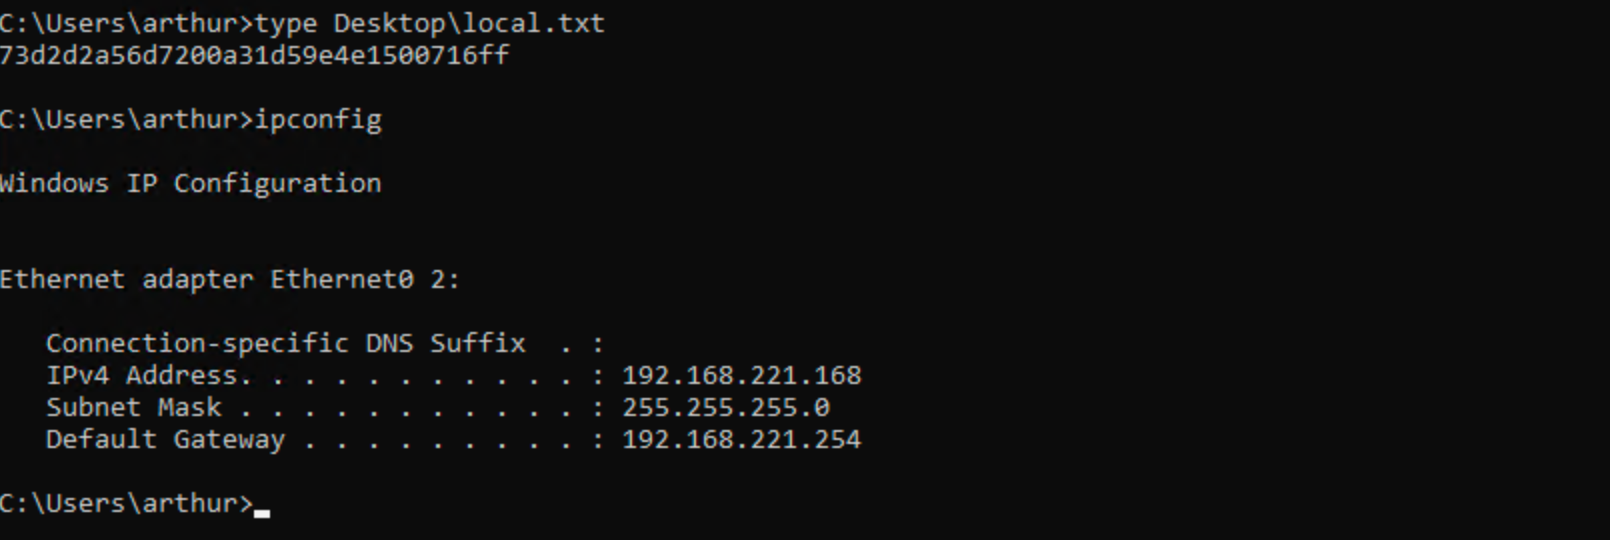 C:\Users\arthur>type Desktop\local.txt
73d2d2a56d7200a31d59e4e1500716ff
C:\Users\arthur>ipconfig
Windows IP Configuration
Ethernet adapter Ethernet0 2:
   Connection-specific DNS Suffix  . :
   IPv4 Address. . . . . . . . . . . : 192.168.221.168
   Subnet Mask . . . . . . . . . . . : 255.255.255.0
   Default Gateway . . . . . . . . . : 192.168.221.254
C:\Users\arthur>